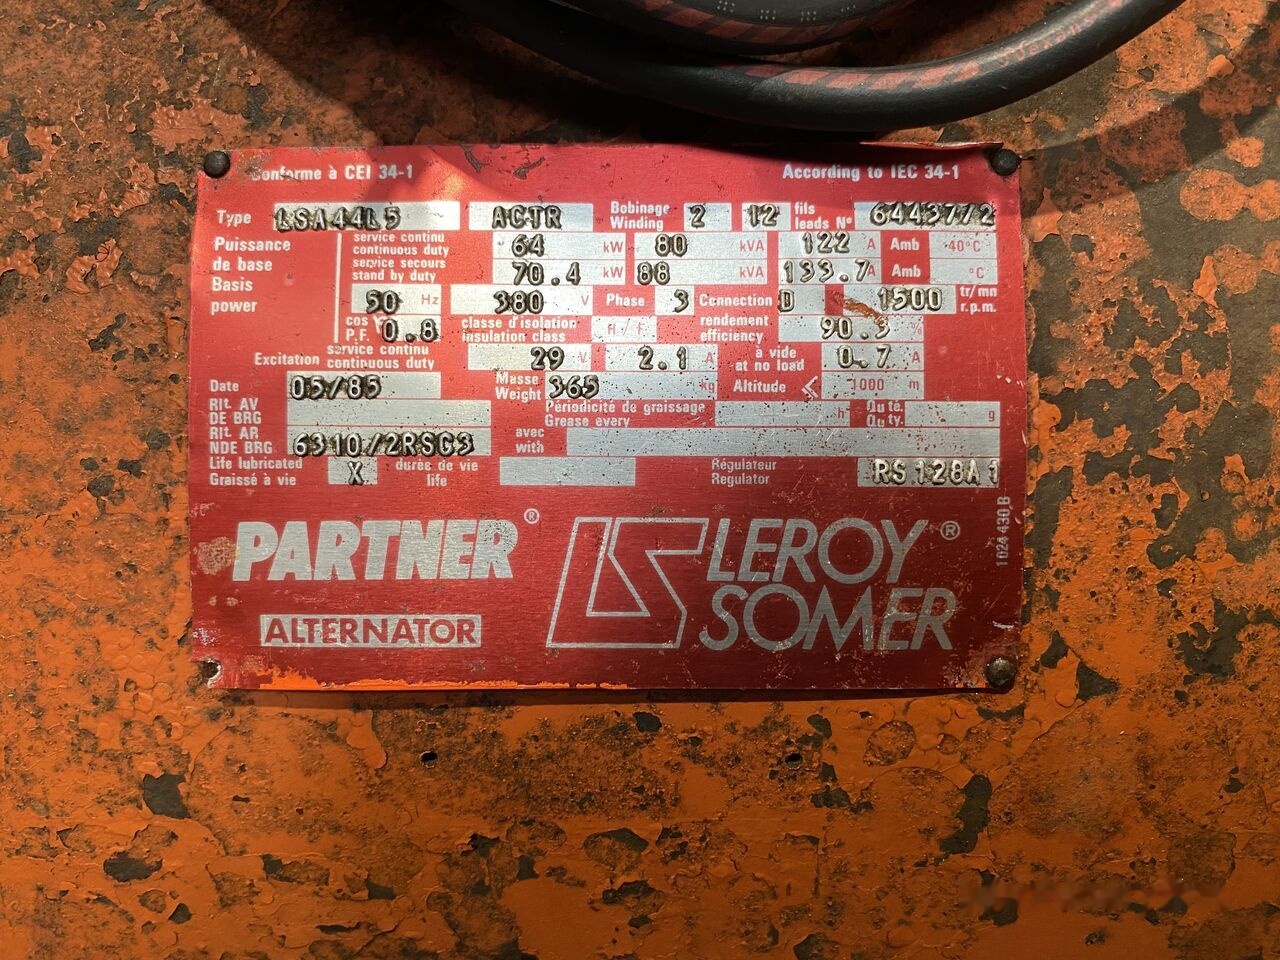 Conforme à CEI 34-1 According to IEC 34-1
Type LSA44L5 ACTR Bobinage Winding 2 12 fils leads N° 644377/2
Puissance de base Basis power
service continu continuous duty 64 kW 80 kVA 122 A Amb 40°C
service secours stand by duty 70.4 kW 88 kVA 133.7 A Amb °C
50 Hz 380 V Phase 3 Connection D 1500 tr/mn r.p.m.
cos P.F. 0.8 classe d'isolation insulation class H/F rendement efficiency 90.3 %
Excitation service continu continuous duty 29 V 2.1 A à vide at no load 0.7 A
Date 05/85 Masse Weight 365 kg Altitude ≤ 1000 m
Rlt. AV DE BRG Périodicité de graissage Grease every h Qu té. Qu ty. g
Rlt. AR NDE BRG 6310/2RSG3 avec with
Life lubricated Graissé à vie X durée de vie life Régulateur Regulator RS128A1
PARTNER® LEROY® SOMER
ALTERNATOR
1024 430 B